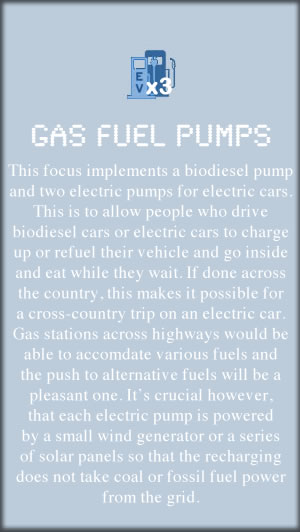 E
V
x3
GAS FUEL PUMPS
This focus implements a biodiesel pump
and two electric pumps for electric cars.
This is to allow people who drive
biodiesel cars or electric cars to charge
up or refuel their vehicle and go inside
and eat while they wait. If done across
the country, this makes it possible for
a cross-country trip on an electric car.
Gas stations across highways would be
able to accomdate various fuels and
the push to alternative fuels will be a
pleasant one. It's crucial however,
that each electric pump is powered
by a small wind generator or a series
of solar panels so that the recharging
does not take coal or fossil fuel power
from the grid.